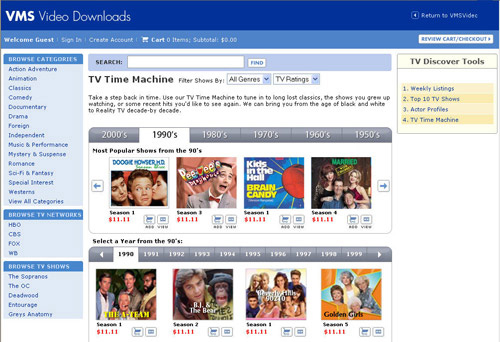 VMS Video Downloads
Return to VMSVideo
Welcome Guest | Sign In | Create Account | Cart 0 Items; Subtotal: $0.00
REVIEW CART/CHECKOUT
BROWSE CATEGORIES
Action Adventure
Animation
Classics
Comedy
Documentary
Drama
Foreign
Independent
Music & Performance
Mystery & Suspense
Romance
Sci-Fi & Fantasy
Special Interest
Westerns
View All Categories
BROWSE TV NETWORKS
HBO
CBS
FOX
WB
BROWSE TV SHOWS
The Sopranos
The OC
Deadwood
Entourage
Greys Anatomy
SEARCH: FIND
TV Time Machine Filter Shows By: All Genres TV Ratings
Take a step back in time. Use our TV Time Machine to tune in to long lost classics, the shows you grew up
watching, or some recent hits you'd like to see again. We can bring you from the age of black and white
to Reality TV decade-by decade.
2000's 1990's 1980's 1970's 1960's 1950's
Most Popular Shows from the 90's
DOOGIE HOWSER, M.D.
Pee-wee's Playhouse
Kids in the Hall
BRAIN CANDY
MARRIED
Season 1 Season 3 Season 1 Season 1
$11.11 $11.11 $11.11 $11.11
ADD VIEW ADD VIEW ADD VIEW ADD VIEW
Select a Year from the 90's:
1990 1991 1992 1993 1994 1995 1996 1997 1998 1999
THE A-TEAM
B.J. & The Bear
Beverly Hills 90210
Golden Girls
Season 1 Season 2 Season 1 Season 5
$11.11 $11.11 $11.11 $11.11
TV Discover Tools
1. Weekly Listings
2. Top 10 TV Shows
3. Actor Profiles
4. TV Time Machine